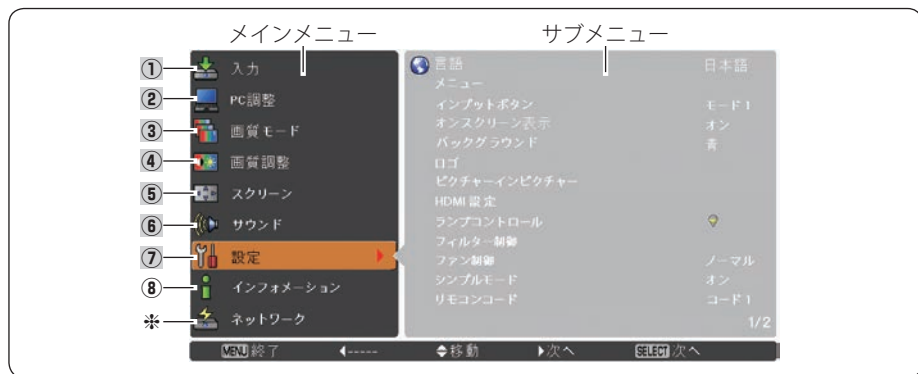 メインメニュー
サブメニュー
① 入力
② PC調整
③ 画質モード
④ 画質調整
⑤ スクリーン
⑥ サウンド
⑦ 設定
⑧ インフォメーション
※ ネットワーク
言語 日本語
メニュー
インプットボタン モード1
オンスクリーン表示 オン
バックグラウンド 青
ロゴ
ピクチャーインピクチャー
HDMI 設定
ランプコントロール
フィルター制御
ファン制御 ノーマル
シンプルモード オン
リモコンコード コード1
1/2
MENU 終了 ◀----- ◆移動 ▶次へ SELECT 次へ